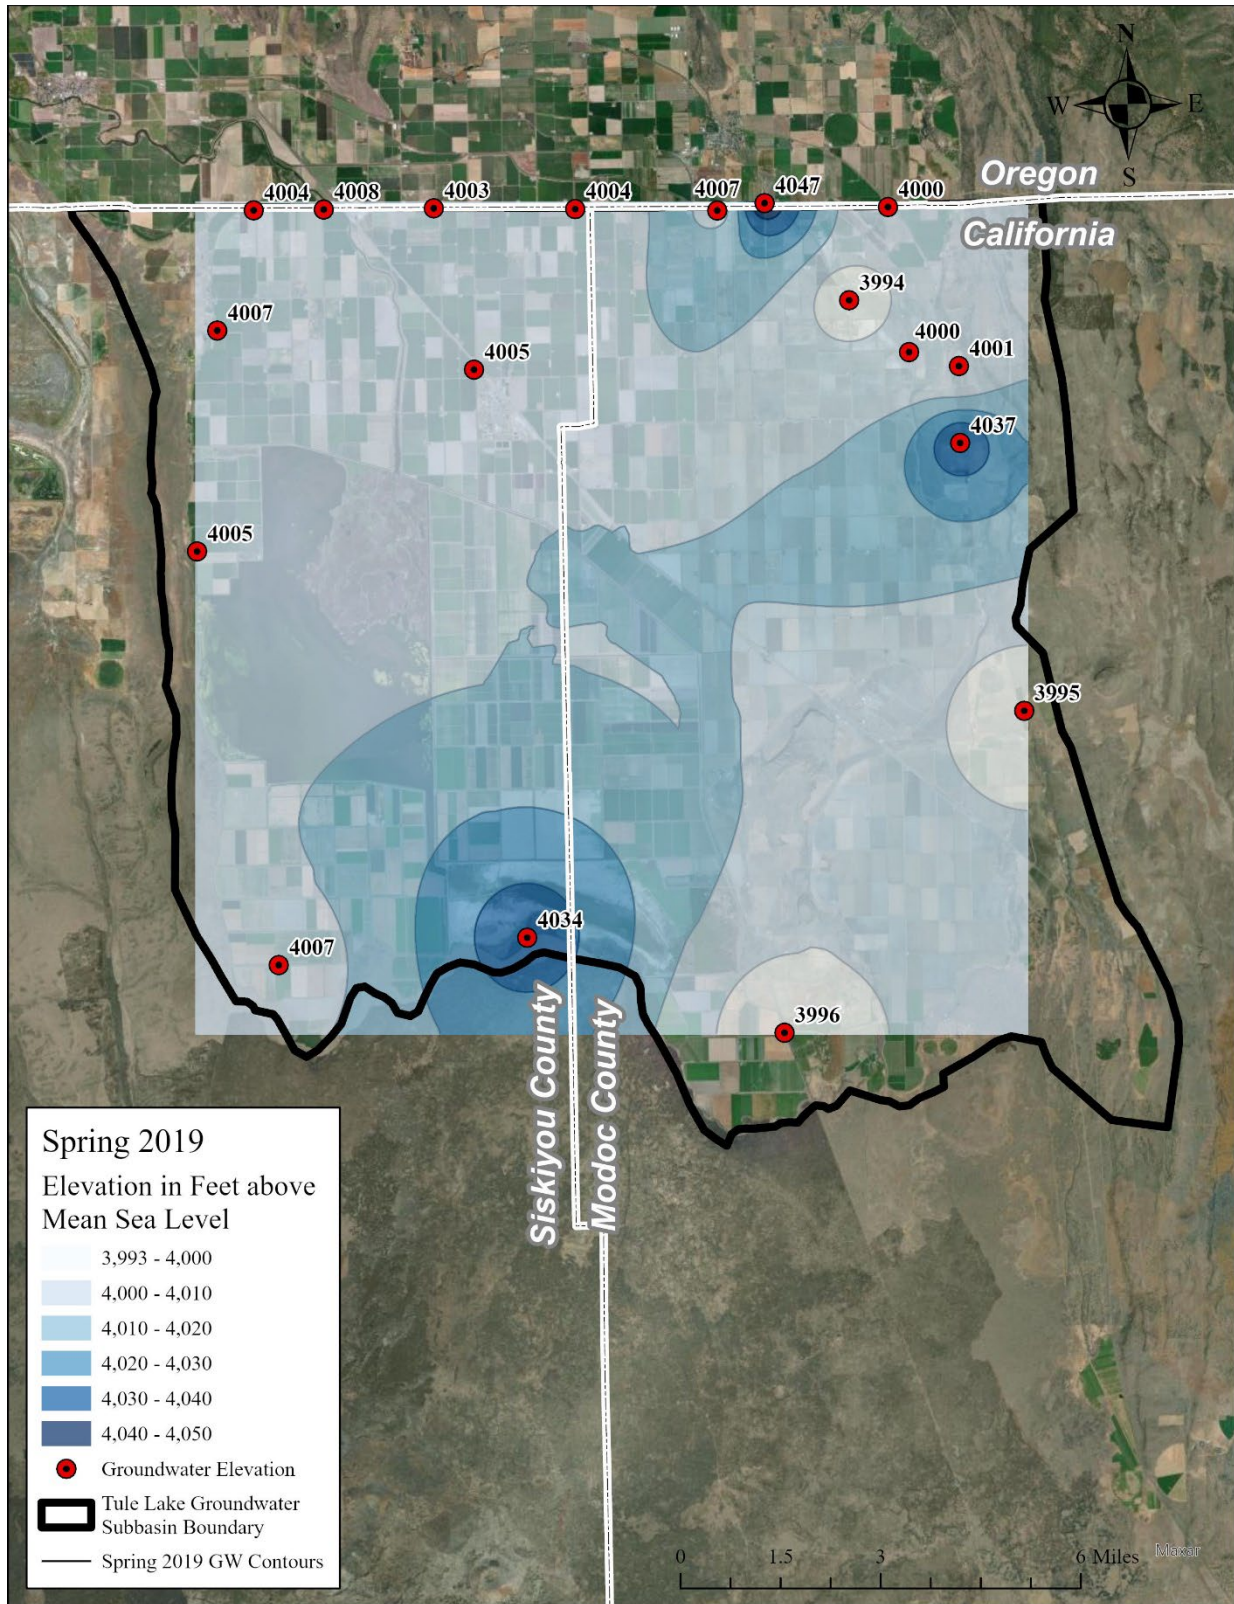 N
W
E
S
Oregon
California
4004
4008
4003
4004
4007
4047
4000
3994
4007
4000
4001
4005
4037
4005
3995
4034
4007
3996
Siskiyou County
Modoc County
Spring 2019
Elevation in Feet above
Mean Sea Level
3,993 - 4,000
4,000 - 4,010
4,010 - 4,020
4,020 - 4,030
4,030 - 4,040
4,040 - 4,050
Groundwater Elevation
Tule Lake Groundwater
Subbasin Boundary
Spring 2019 GW Contours
0 1.5 3 6 Miles
Maxar